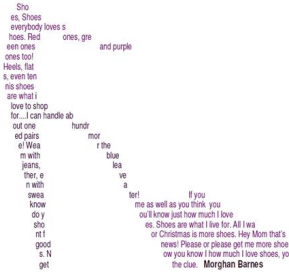 Sho
es, Shoes
everybody loves s
hoes. Red ones, gre
een ones and purple
ones too!
Heels, flat
s, even ten
nis shoes
are what i
love to shop
for....I can handle ab
out one hundr
ed pairs mor
e! Wea r the
m with blue
jeans, lea
ther, e ve
n with a
swea ter! If you
know me as well as you think you
do y ou'll know just how much I love
sho es. Shoes are what I live for. All I wa
nt f or Christmas is more shoes. Hey Mom that's
good news! Please or please get me more shoe
s. N ow you know I how much I love shoes, yo
get the clue. Morghan Barnes